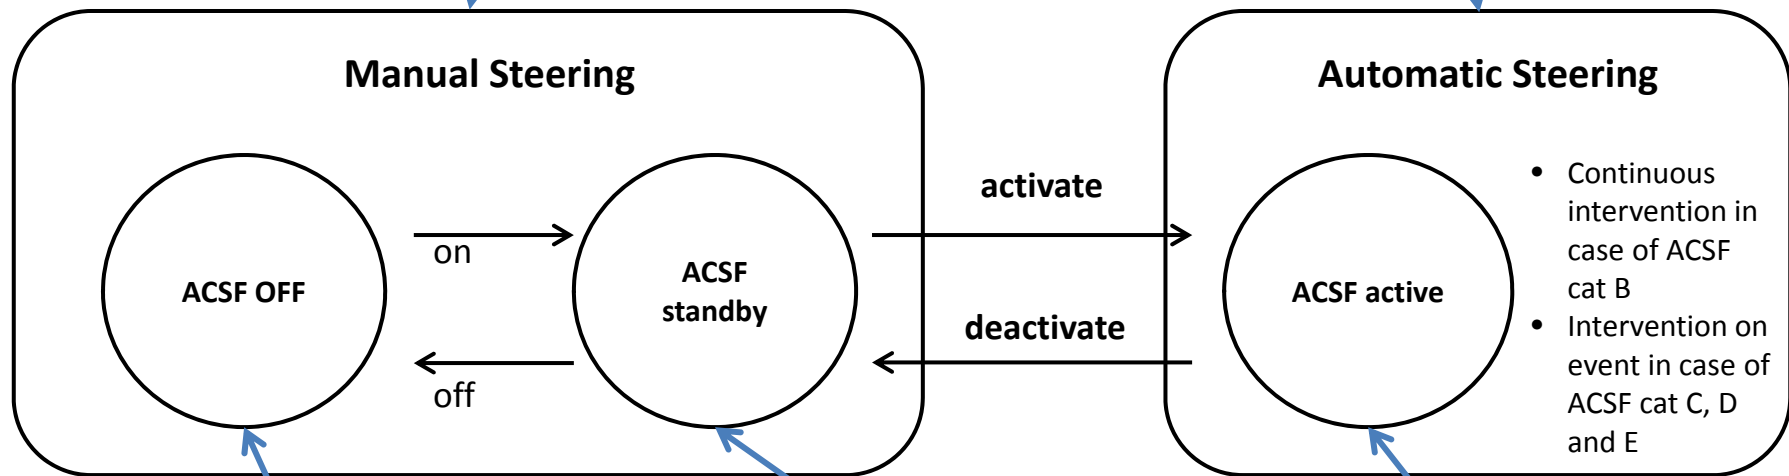 Manual Steering
Automatic Steering
ACSF OFF
on
off
ACSF
standby
activate
deactivate
ACSF active
• Continuous
intervention in
case of ACSF
cat B
• Intervention on
event in case of
ACSF cat C, D
and E